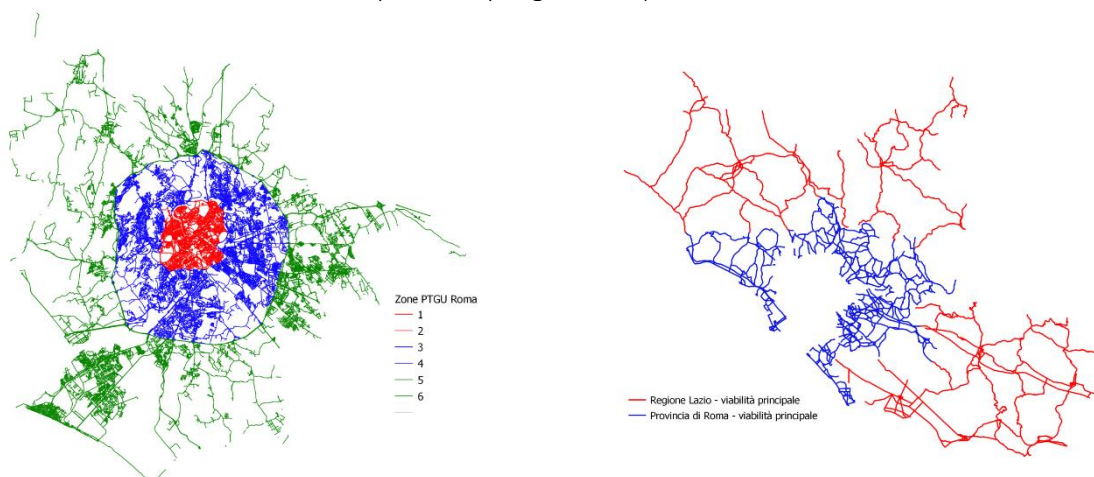 Zone PTGU Roma
1
2
3
4
5
6
Regione Lazio - viabilità principale
Provincia di Roma - viabilità principale